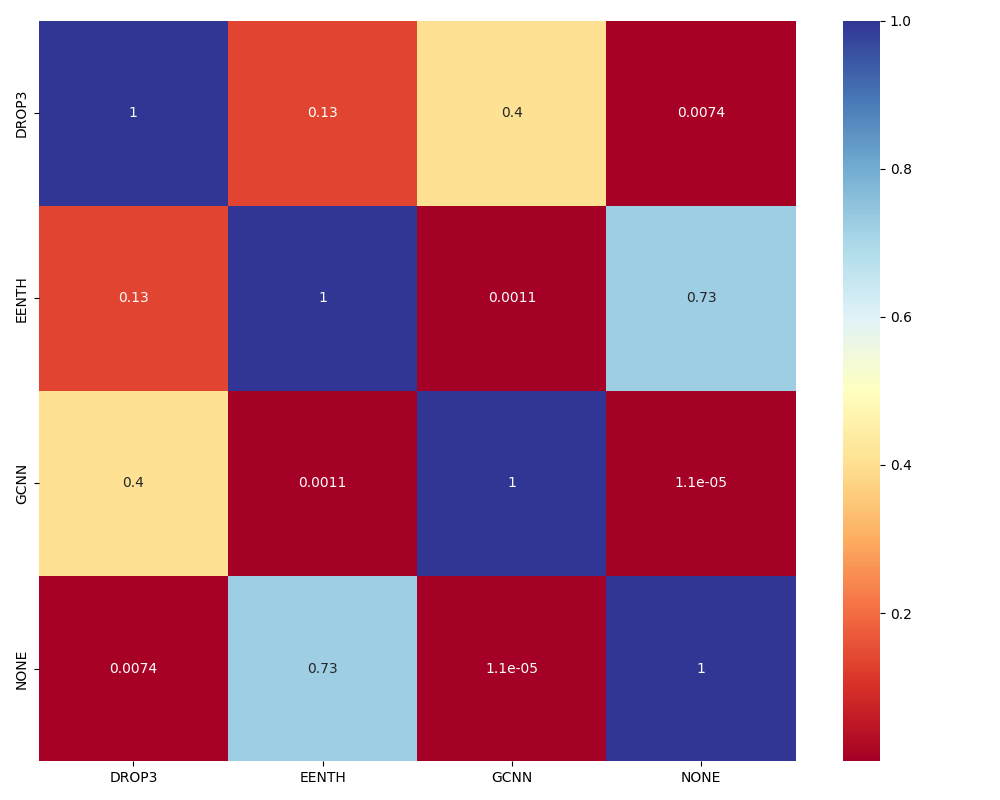 DROP3 1 0.13 0.4 0.0074
EENTH 0.13 1 0.0011 0.73
GCNN 0.4 0.0011 1 1.1e-05
NONE 0.0074 0.73 1.1e-05 1
DROP3 EENTH GCNN NONE
1.0
0.8
0.6
0.4
0.2